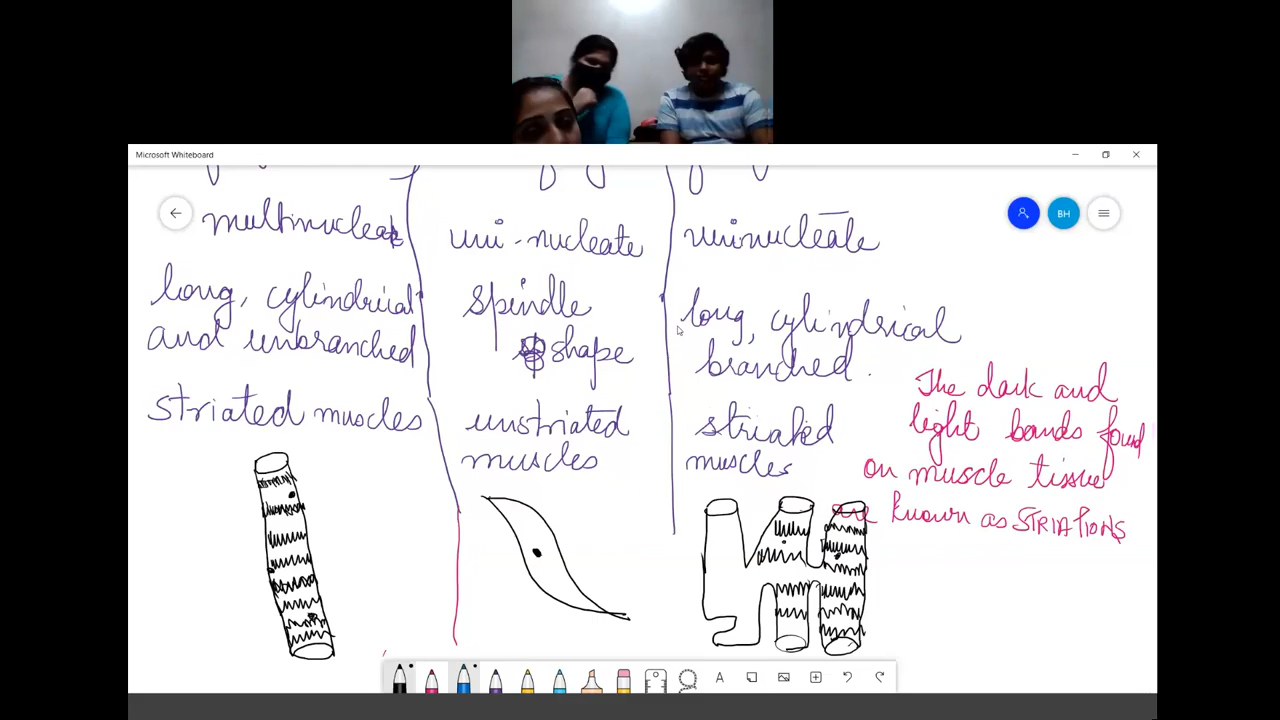 Microsoft Whiteboard
BH
multinucleate
long, cylindrical
and unbranched
striated muscles
uni-nucleate
spindle
shape
unstriated
muscles
uninucleate
long, cylindrical
branched.
striated
muscles
The dark and
light bands found
on muscle tissue
are known as STRIATIONS
A